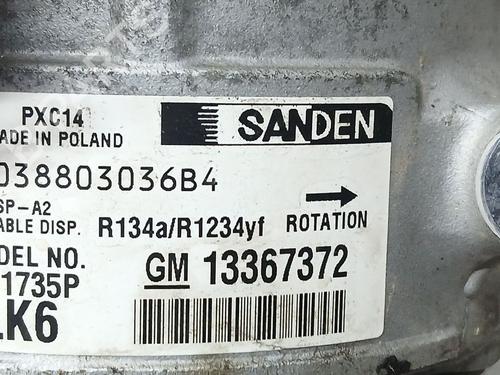 PXC14
SANDEN
ADE IN POLAND
038803036B4
SP-A2
ABLE DISP. R134a/R1234yf ROTATION
DEL NO. GM 13367372
1735P
LK6